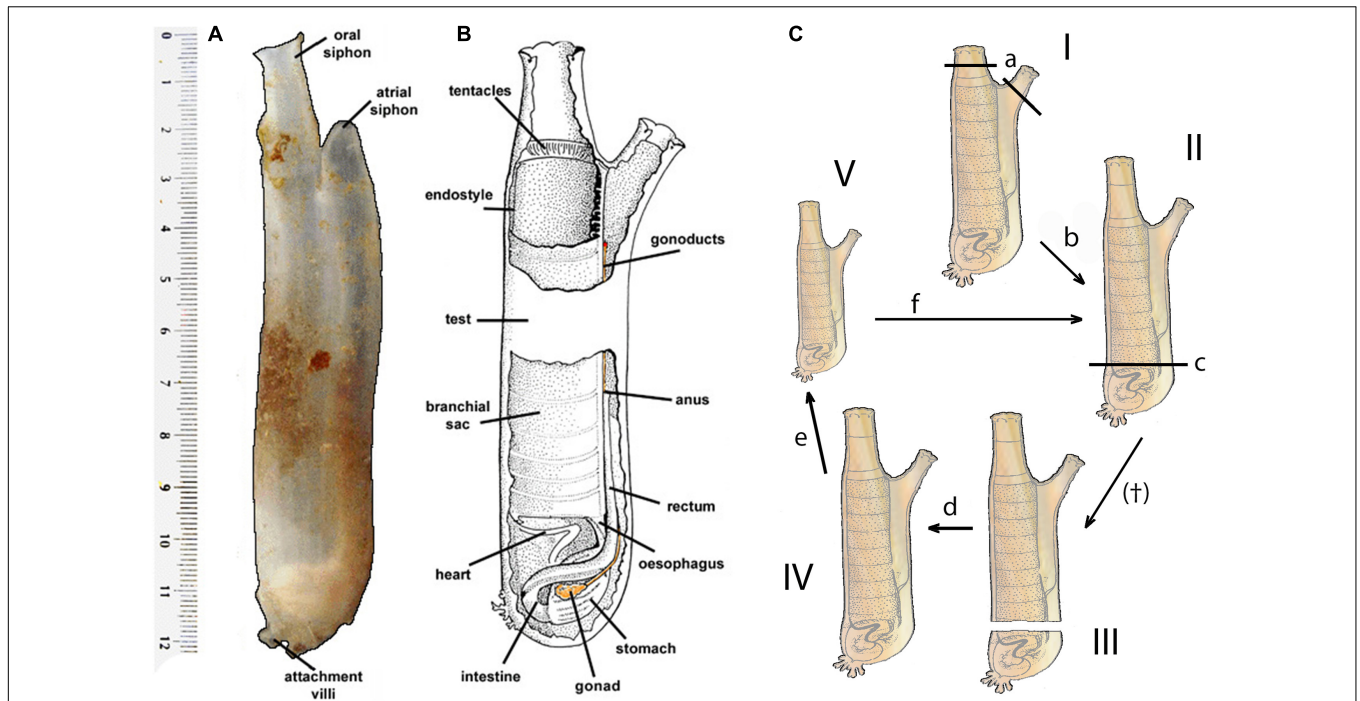 A
oral
siphon
atrial
siphon
attachment
villi
0
1
2
3
4
5
6
7
8
9
10
11
12
B
tentacles
endostyle
gonoducts
test
branchial
sac
anus
rectum
oesophagus
heart
stomach
intestine
gonad
C
I
a
II
V
b
f
c
e
(†)
d
IV
III